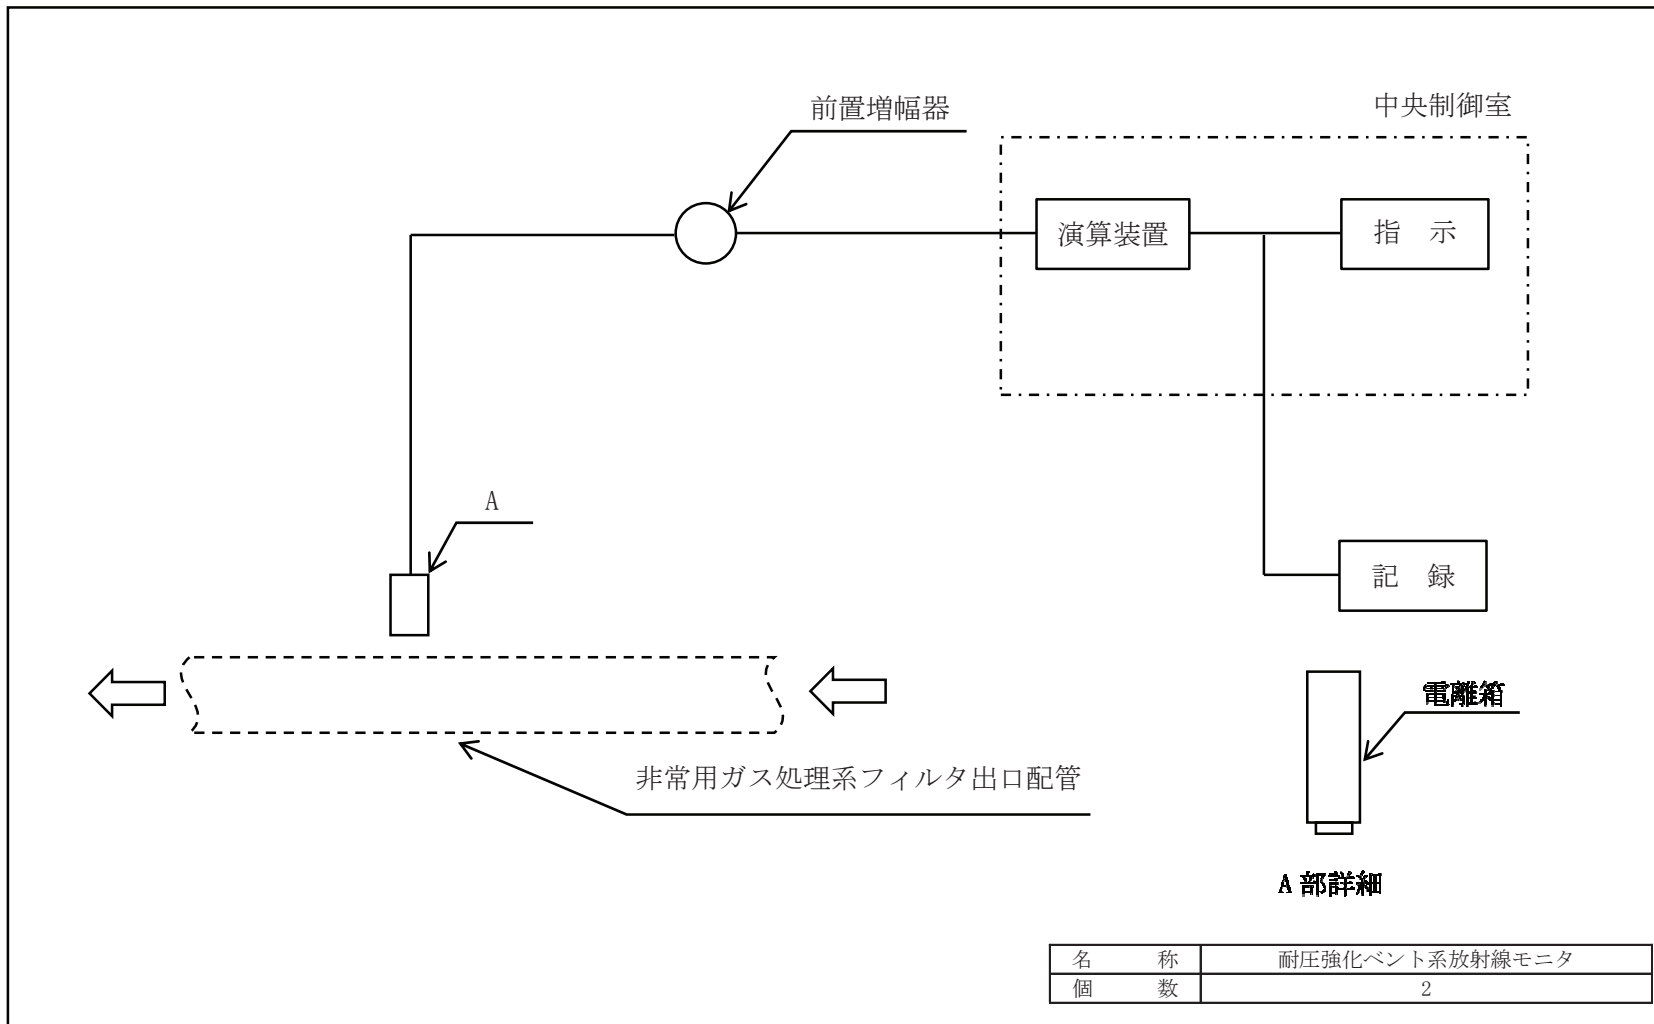 前置増幅器
中央制御室
演算装置
指 示
A
記 録
電離箱
非常用ガス処理系フィルタ出口配管
A 部詳細
名 称 耐圧強化ベント系放射線モニタ
個 数 2